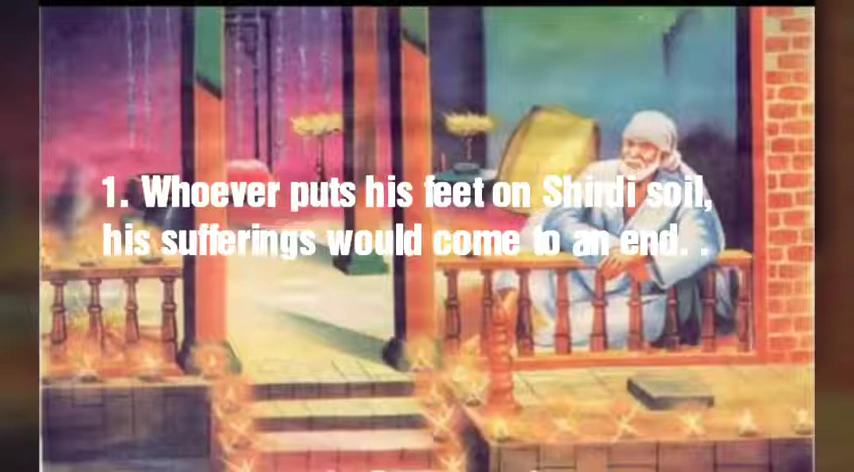 1. Whoever puts his feet on Shirdi soil,
his sufferings would come to an end. .